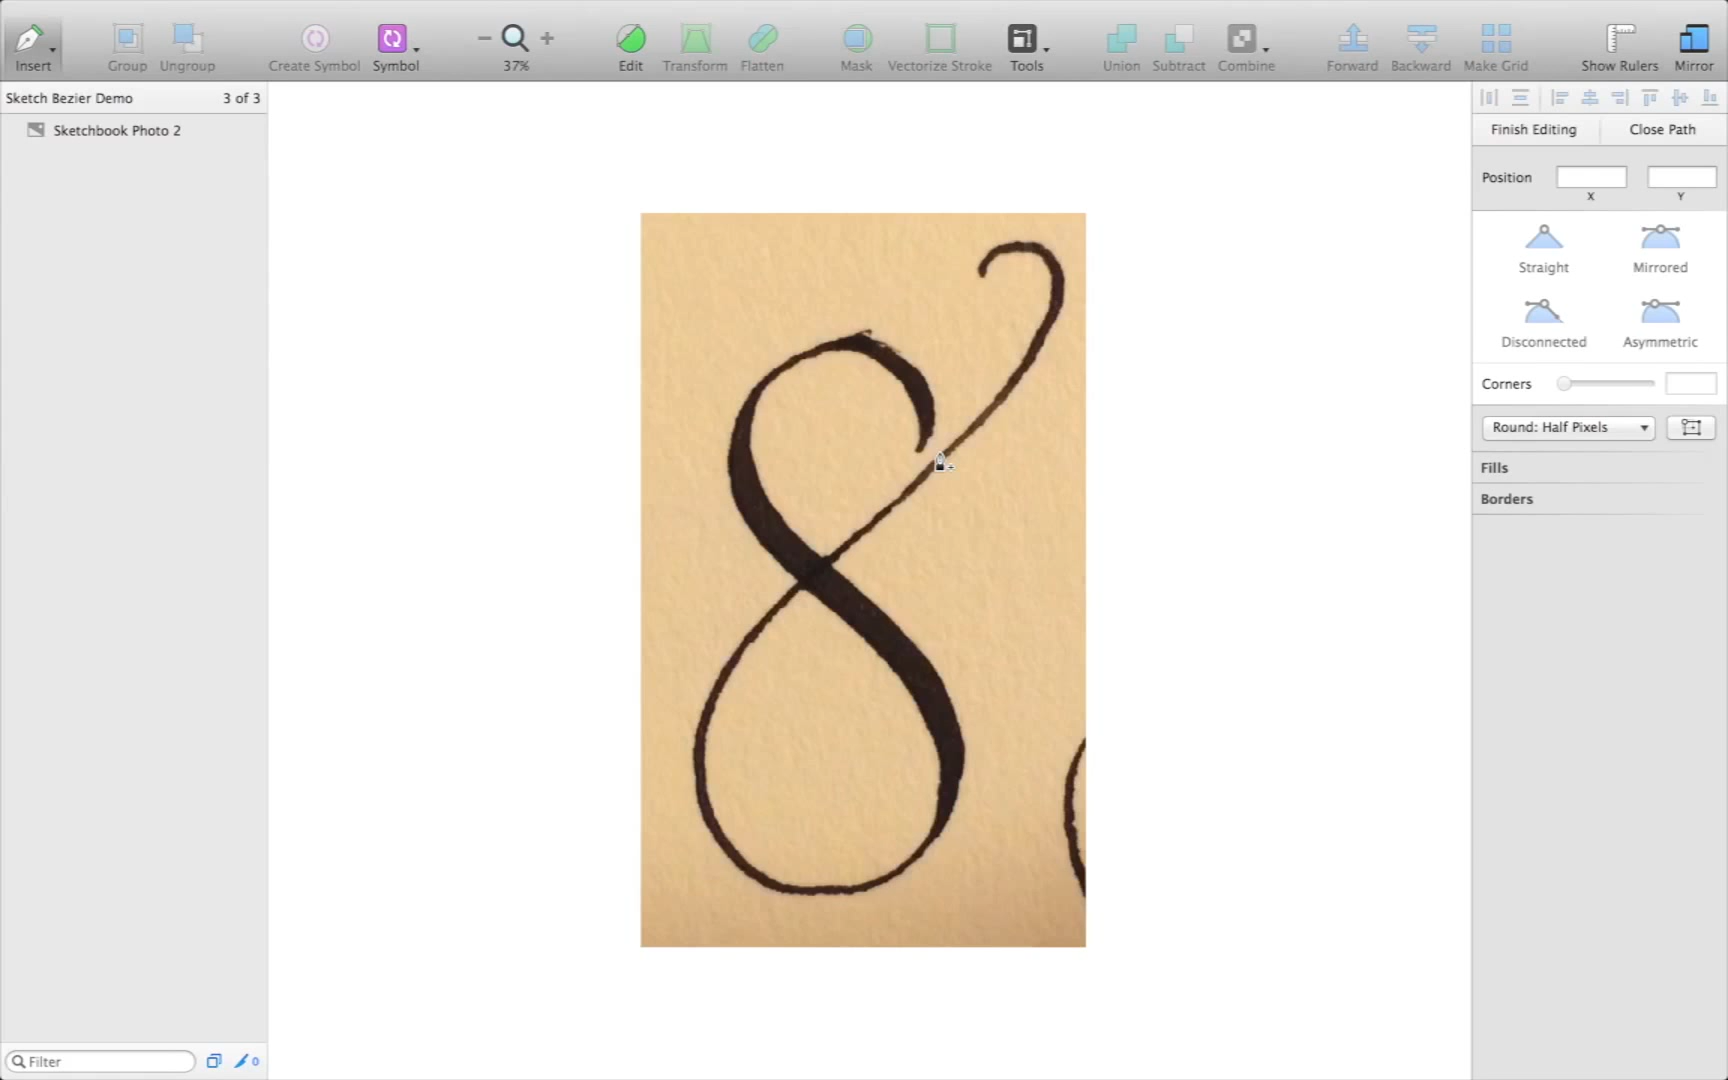 Insert Group Ungroup Create Symbol Symbol 37% Edit Transform Flatten Mask Vectorize Stroke Tools Union Subtract Combine Forward Backward Make Grid Show Rulers Mirror
Sketch Bezier Demo 3 of 3
Sketchbook Photo 2
Finish Editing Close Path
Position
X Y
Straight Mirrored
Disconnected Asymmetric
Corners
Round: Half Pixels
Fills
Borders
8
Filter 0